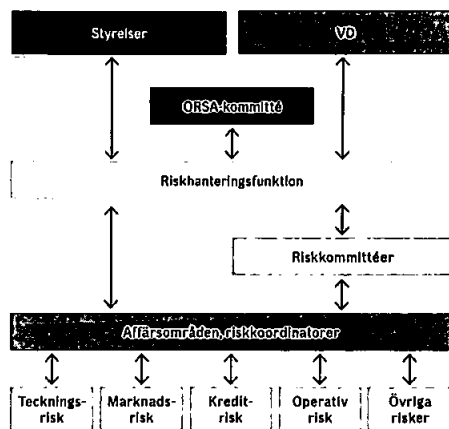 Styrelser
VD
ORSA-kommitté
Riskhanteringsfunktion
Riskkommittéer
Affärsområden, riskkoordinatorer
Tecknings-
risk
Marknads-
risk
Kredit-
risk
Operativ
risk
Övriga
risker